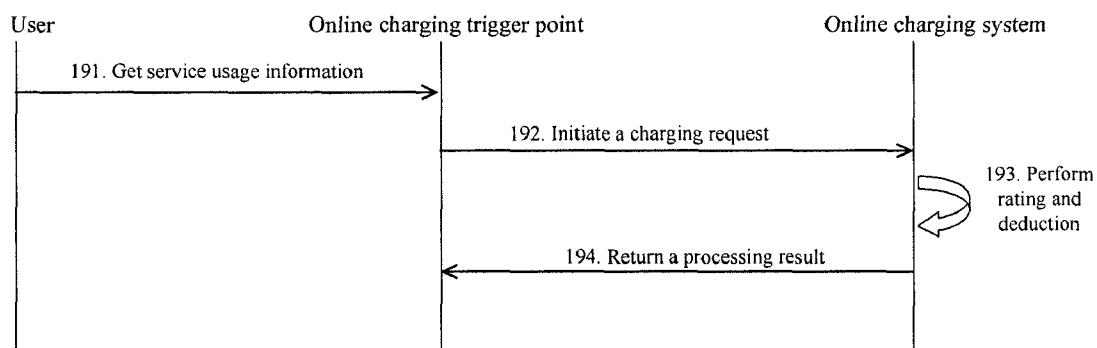 User
Online charging trigger point
Online charging system
191. Get service usage information
192. Initiate a charging request
193. Perform
rating and
deduction
194. Return a processing result